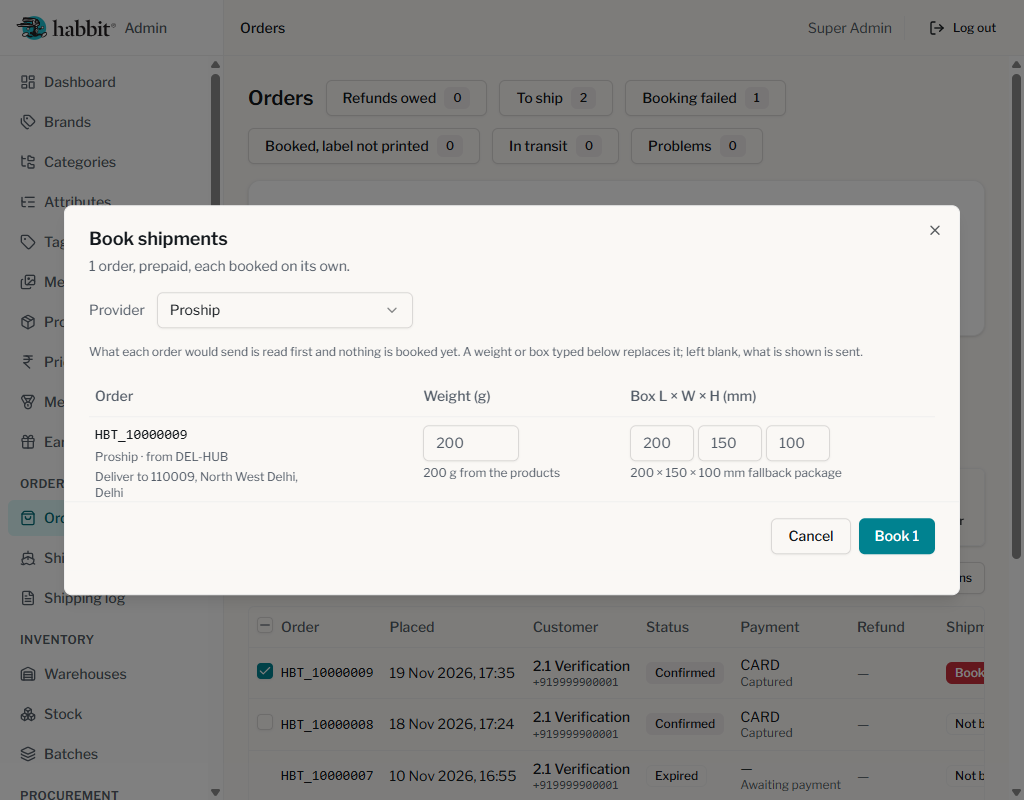 habbit® Admin
Orders
Super Admin
Log out
Dashboard
Brands
Categories
Attributes
ORDER
Shipping log
INVENTORY
Warehouses
Stock
Batches
PROCUREMENT
Orders
Refunds owed 0
To ship 2
Booking failed 1
Booked, label not printed 0
In transit 0
Problems 0
Book shipments
1 order, prepaid, each booked on its own.
Provider Proship
What each order would send is read first and nothing is booked yet. A weight or box typed below replaces it; left blank, what is shown is sent.
Order Weight (g) Box L × W × H (mm)
HBT_10000009 200 200 150 100
Proship · from DEL-HUB 200 g from the products 200 × 150 × 100 mm fallback package
Deliver to 110009, North West Delhi,
Delhi
Cancel Book 1
Order Placed Customer Status Payment Refund
HBT_10000009 19 Nov 2026, 17:35 2.1 Verification +919999900001 Confirmed CARD Captured — Book
HBT_10000008 18 Nov 2026, 17:24 2.1 Verification +919999900001 Confirmed CARD Captured — Not b
HBT_10000007 10 Nov 2026, 16:55 2.1 Verification +919999900001 Expired — Awaiting payment — Not b